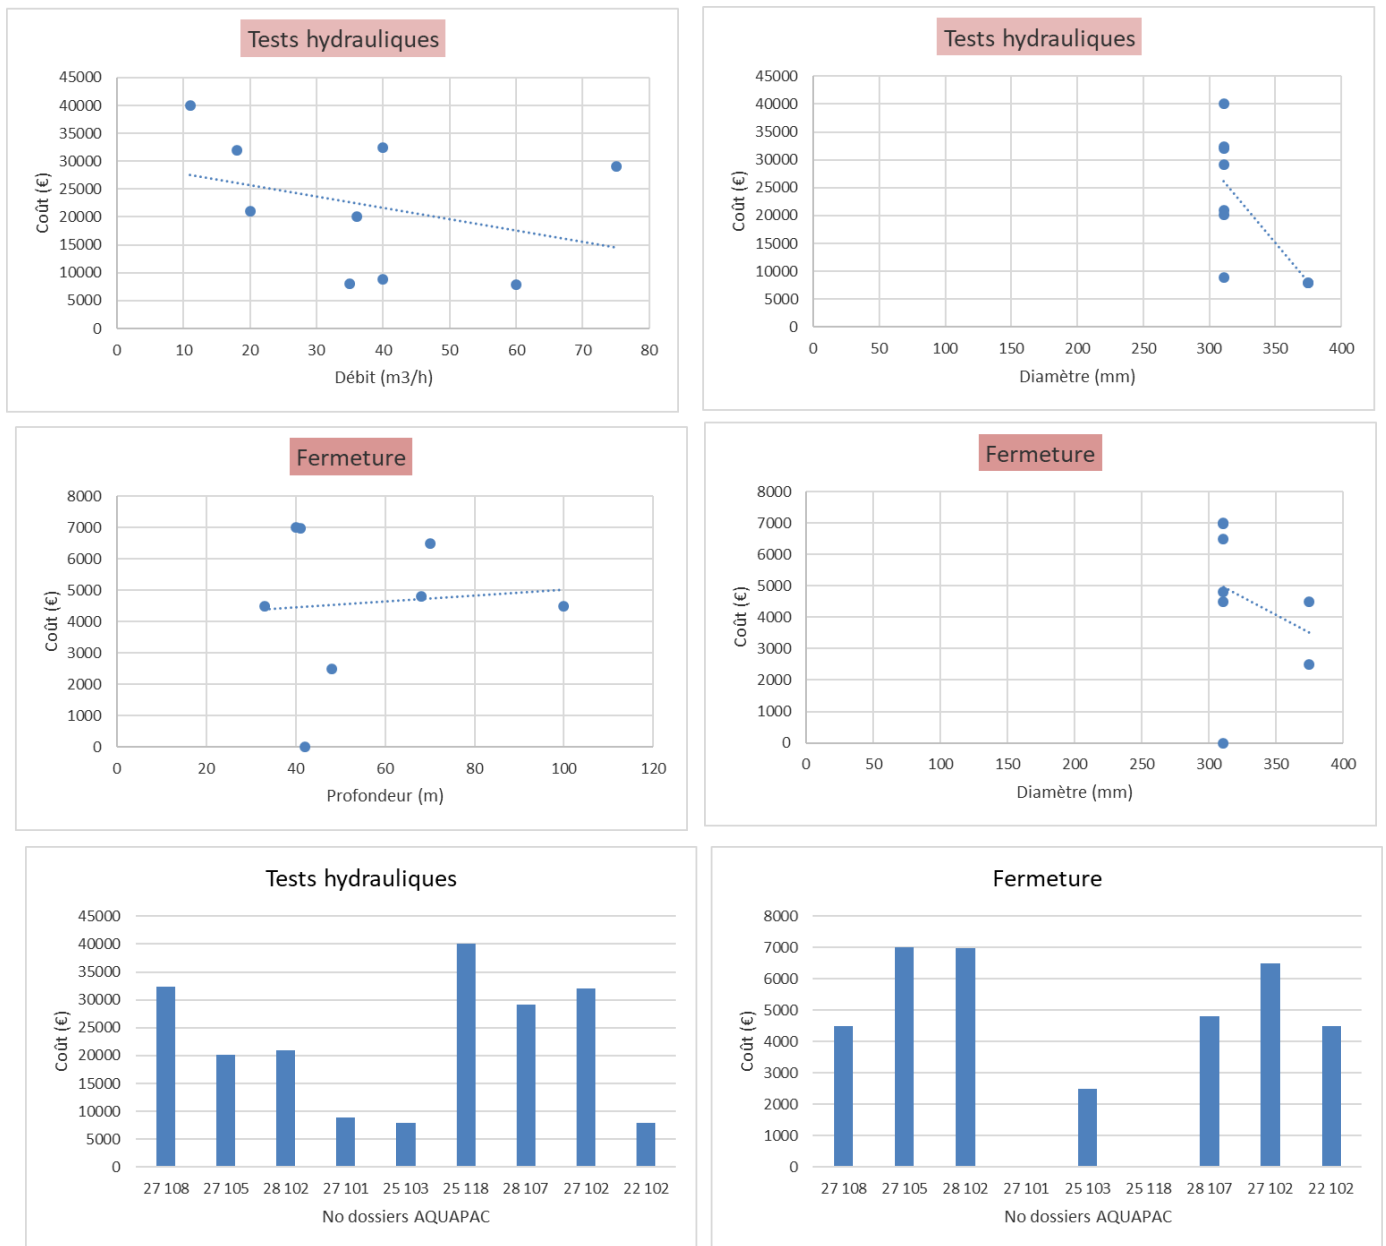 Tests hydrauliques
45000
40000
35000
30000
25000
20000
15000
10000
5000
0
Coût (€)
0 10 20 30 40 50 60 70 80
Débit (m3/h)
Tests hydrauliques
45000
40000
35000
30000
25000
20000
15000
10000
5000
0
Coût (€)
0 50 100 150 200 250 300 350 400
Diamètre (mm)
Fermeture
8000
7000
6000
5000
4000
3000
2000
1000
0
Coût (€)
0 20 40 60 80 100 120
Profondeur (m)
Fermeture
8000
7000
6000
5000
4000
3000
2000
1000
0
Coût (€)
0 50 100 150 200 250 300 350 400
Diamètre (mm)
Tests hydrauliques
45000
40000
35000
30000
25000
20000
15000
10000
5000
0
Coût (€)
27 108 27 105 28 102 27 101 25 103 25 118 28 107 27 102 22 102
No dossiers AQUAPAC
Fermeture
8000
7000
6000
5000
4000
3000
2000
1000
0
Coût (€)
27 108 27 105 28 102 27 101 25 103 25 118 28 107 27 102 22 102
No dossiers AQUAPAC